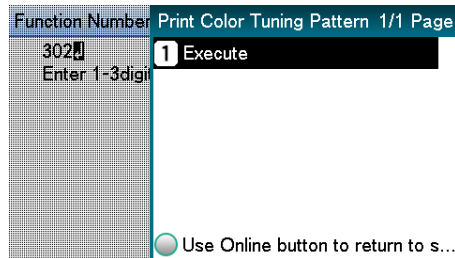 Function Number
302
Enter 1-3digi
Print Color Tuning Pattern 1/1 Page
1 Execute
Use Online button to return to s...